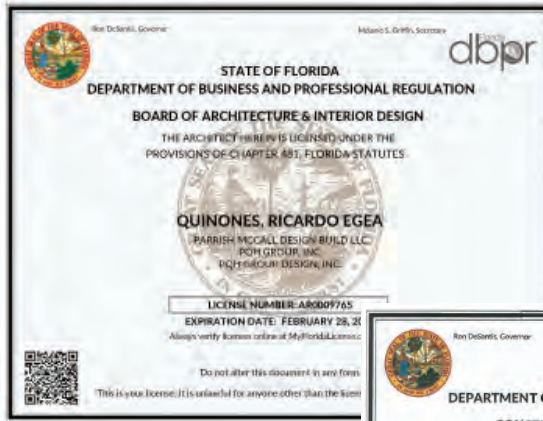 Ron DeSantis, Governor
Melanie S. Griffin, Secretary
dbpr
STATE OF FLORIDA
DEPARTMENT OF BUSINESS AND PROFESSIONAL REGULATION
BOARD OF ARCHITECTURE & INTERIOR DESIGN
THE ARCHITECT HEREIN IS LICENSED UNDER THE
PROVISIONS OF CHAPTER 481, FLORIDA STATUTES
QUINONES, RICARDO EGEA
PARRISH MCCALL DESIGN BUILD LLC
PQH GROUP, INC.
PQH GROUP DESIGN, INC.
LICENSE NUMBER: AR0009765
EXPIRATION DATE: FEBRUARY 28, 20
Always verify licenses online at MyFloridaLicense.c
Do not alter this document in any form.
This is your license. It is unlawful for anyone other than the licens
Ron DeSantis, Governor
DEPARTMENT